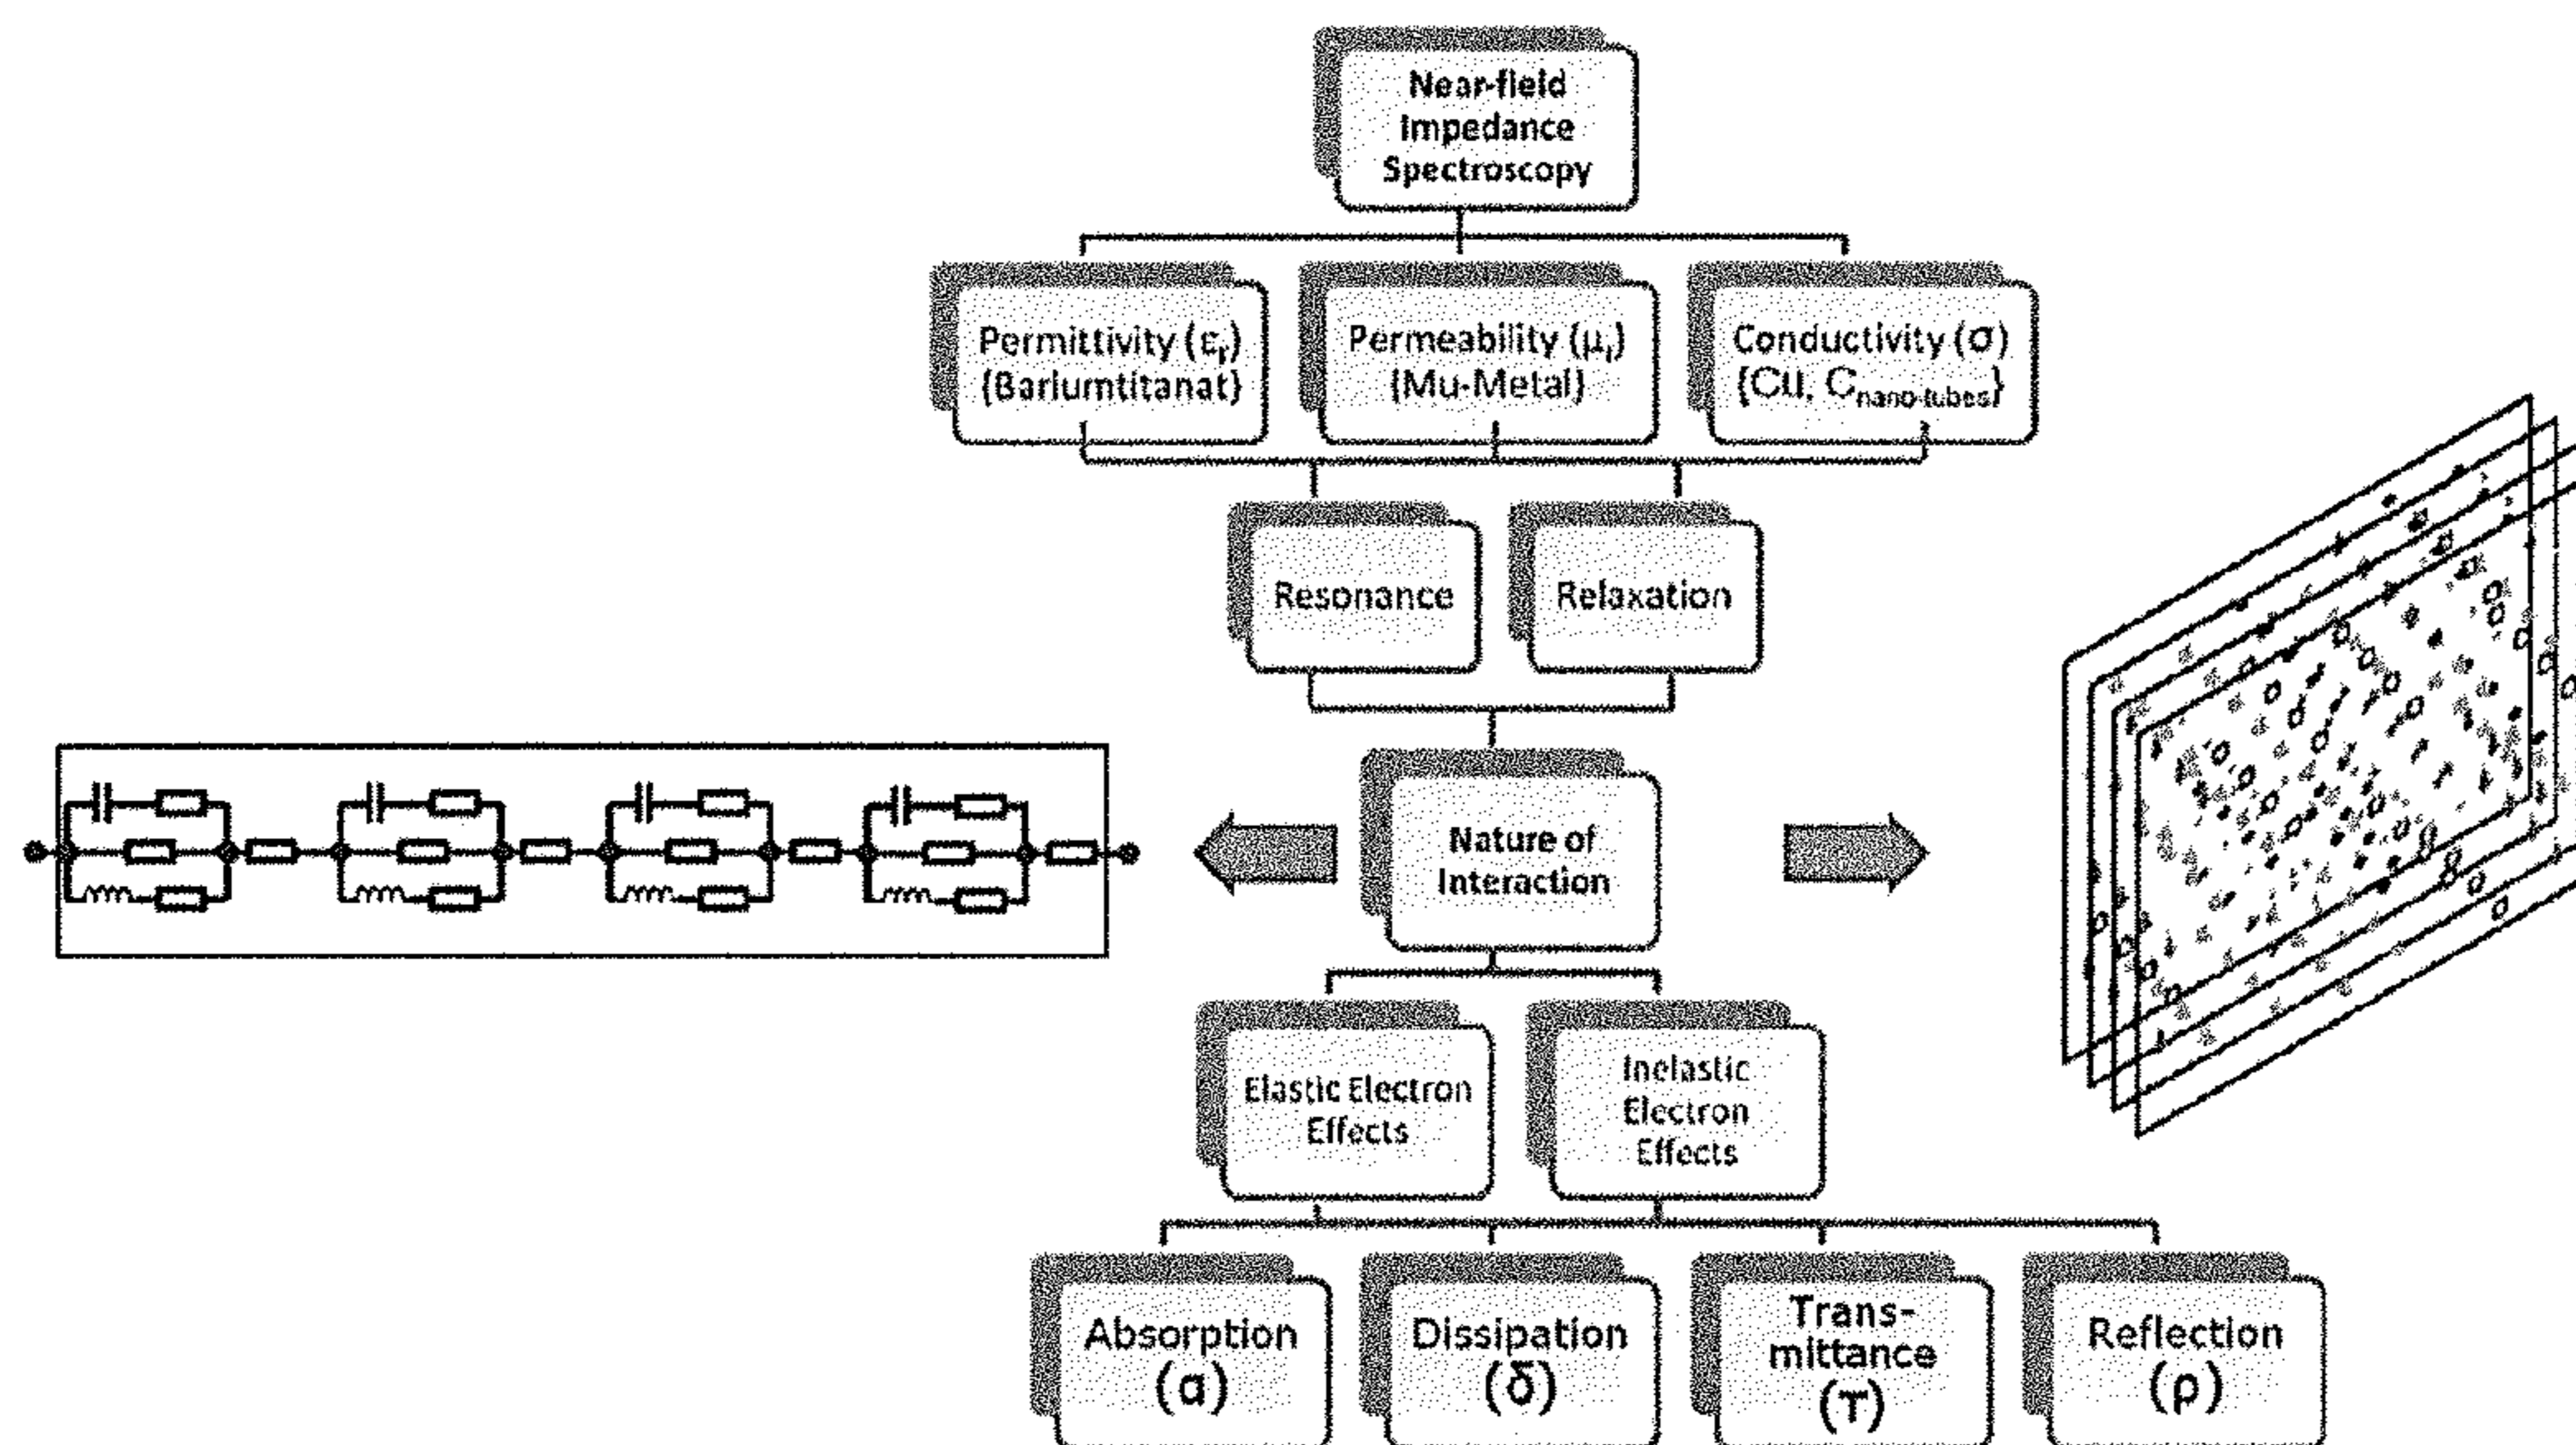 Near-field
Impedance
Spectroscopy
Permittivity (εr)
(Bariumtitanat)
Permeability (μr)
(Mu-Metal)
Conductivity (σ)
(Cu, Cnano-tubes)
Resonance
Relaxation
Nature of
Interaction
Elastic Electron
Effects
Inelastic
Electron
Effects
Absorption
(α)
Dissipation
(δ)
Trans-
mittance
(τ)
Reflection
(ρ)